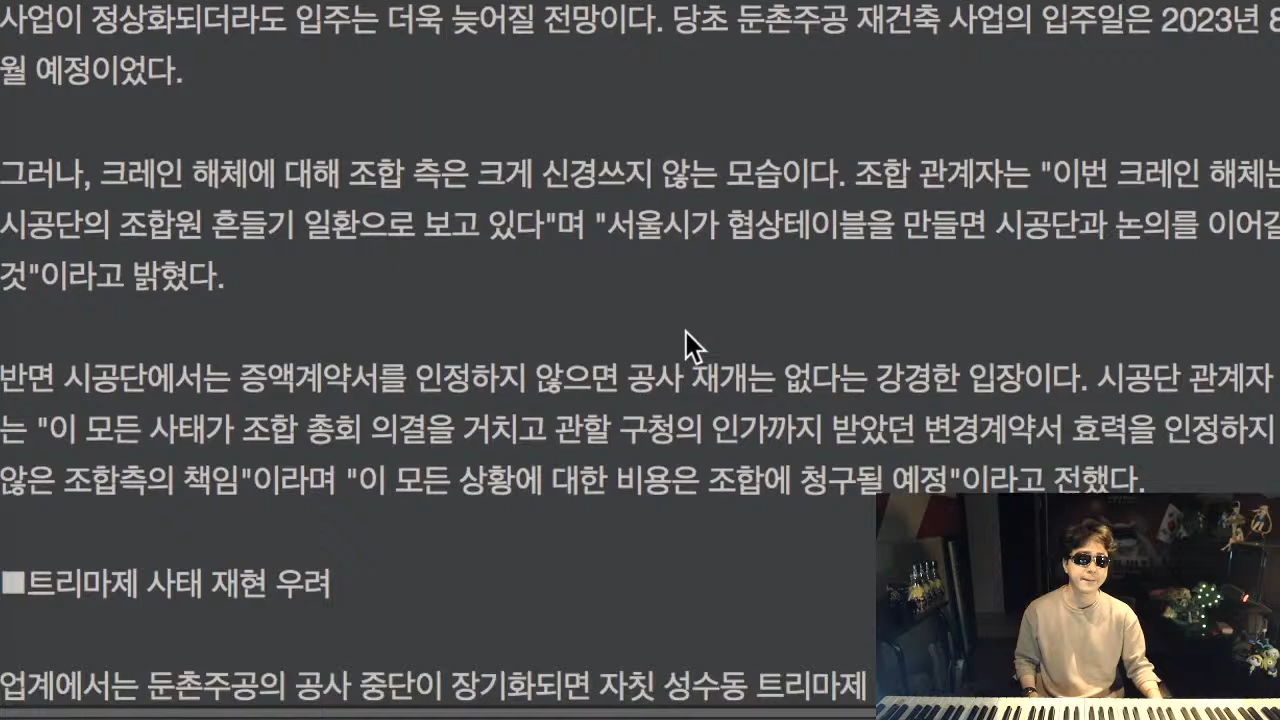 사업이 정상화되더라도 입주는 더욱 늦어질 전망이다. 당초 둔촌주공 재건축 사업의 입주일은 2023년 8
월 예정이었다.
그러나, 크레인 해체에 대해 조합 측은 크게 신경쓰지 않는 모습이다. 조합 관계자는 "이번 크레인 해체는
시공단의 조합원 흔들기 일환으로 보고 있다"며 "서울시가 협상테이블을 만들면 시공단과 논의를 이어갈
것"이라고 밝혔다.
반면 시공단에서는 증액계약서를 인정하지 않으면 공사 재개는 없다는 강경한 입장이다. 시공단 관계자
는 "이 모든 사태가 조합 총회 의결을 거치고 관할 구청의 인가까지 받았던 변경계약서 효력을 인정하지
않은 조합측의 책임"이라며 "이 모든 상황에 대한 비용은 조합에 청구될 예정"이라고 전했다.
■트리마제 사태 재현 우려
업계에서는 둔촌주공의 공사 중단이 장기화되면 자칫 성수동 트리마제